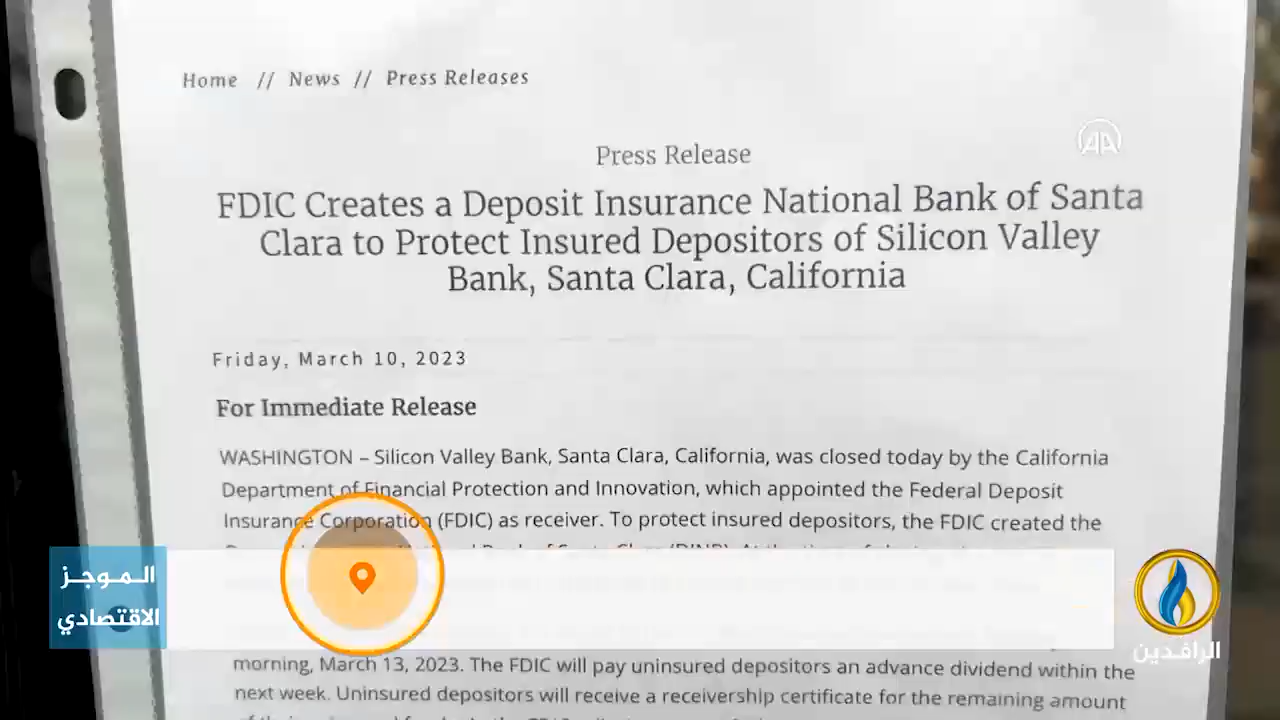 Home // News // Press Releases
AA
Press Release
FDIC Creates a Deposit Insurance National Bank of Santa
Clara to Protect Insured Depositors of Silicon Valley
Bank, Santa Clara, California
Friday, March 10, 2023
For Immediate Release
WASHINGTON – Silicon Valley Bank, Santa Clara, California, was closed today by the California
Department of Financial Protection and Innovation, which appointed the Federal Deposit
Insurance Corporation (FDIC) as receiver. To protect insured depositors, the FDIC created the
الموجز
الاقتصادي
الرافدين
morning, March 13, 2023. The FDIC will pay uninsured depositors an advance dividend within the
next week. Uninsured depositors will receive a receivership certificate for the remaining amount